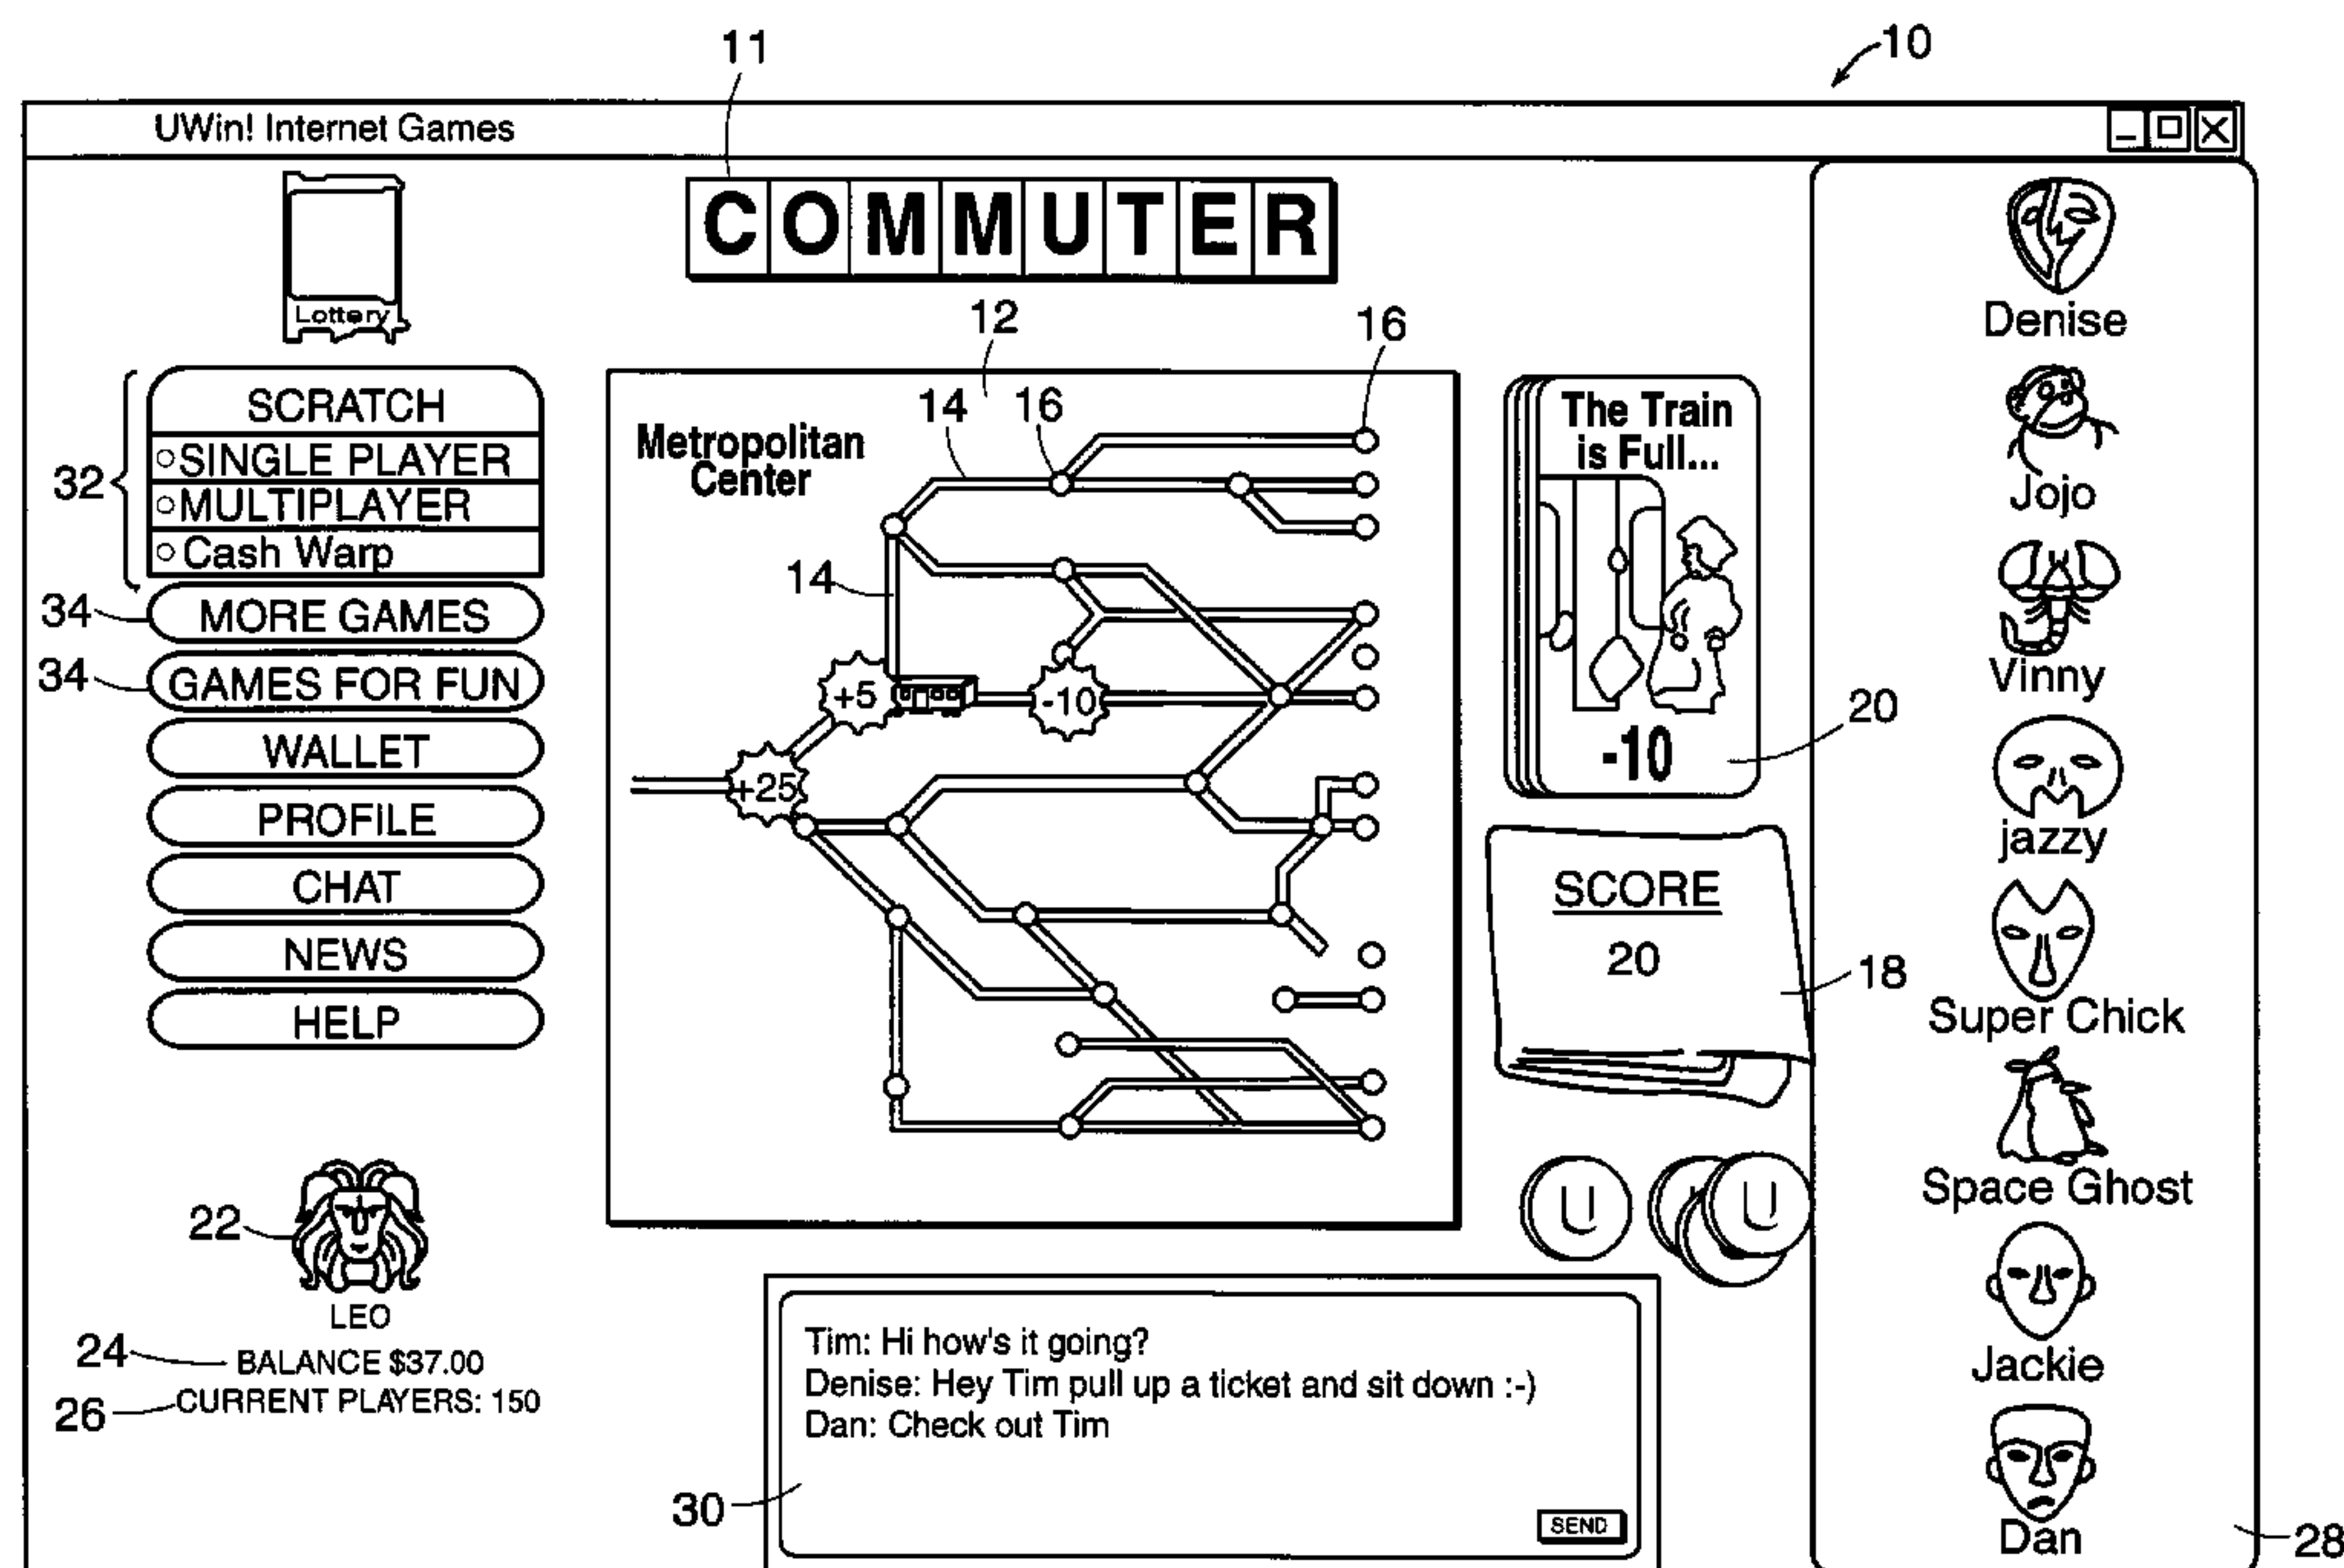 11
10
UWin! Internet Games
COMMUTER
Lottery
12
16
32
SCRATCH
SINGLE PLAYER
MULTIPLAYER
Cash Warp
34
MORE GAMES
34
GAMES FOR FUN
WALLET
PROFILE
CHAT
NEWS
HELP
22
LEO
24
BALANCE $37.00
26
CURRENT PLAYERS: 150
Metropolitan
Center
14
16
14
+5
-10
+25
The Train
is Full...
-10
20
SCORE
20
18
U
U
Tim: Hi how's it going?
Denise: Hey Tim pull up a ticket and sit down :-)
Dan: Check out Tim
30
SEND
Denise
Jojo
Vinny
jazzy
Super Chick
Space Ghost
Jackie
Dan
28